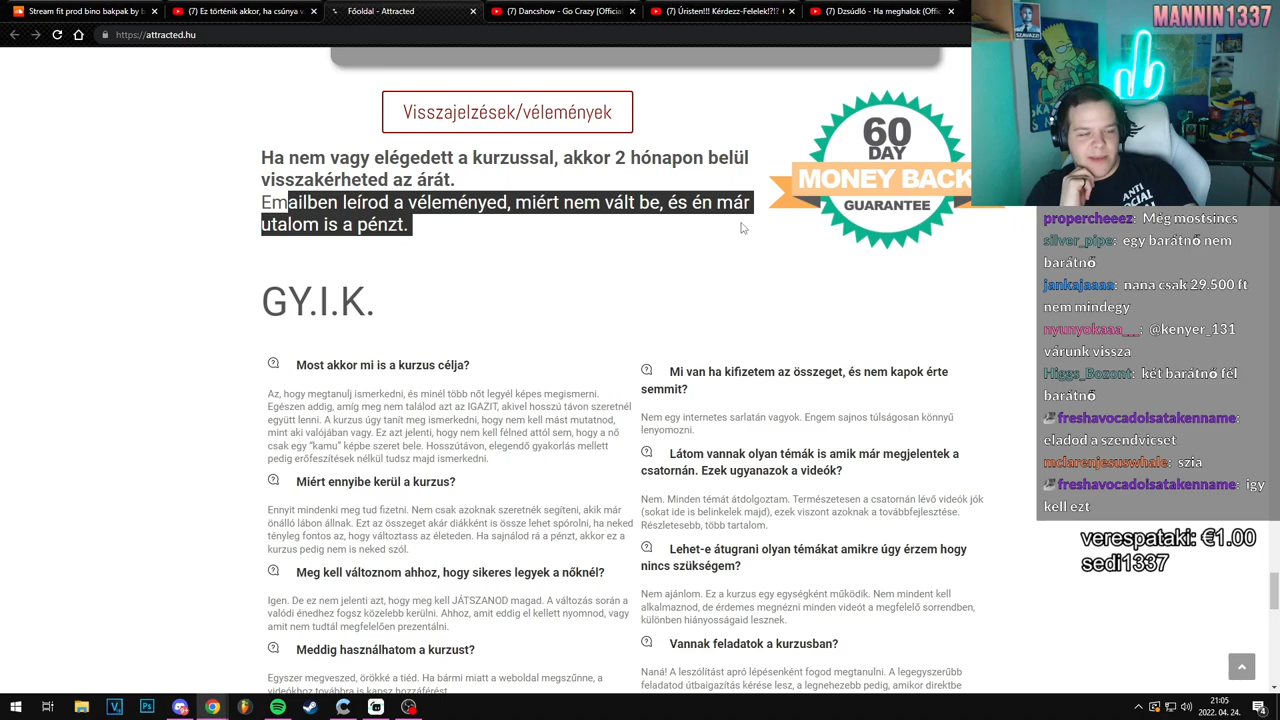 Stream fit prod bino bakpak by b
(7) Ez történik akkor, ha csúnya v
Főoldal - Attracted
(7) Dancshow - Go Crazy [Official
(7) Úristen!!! Kérdezz-Felelek!?!?
(7) Dzsúdló - Ha meghalok (Offic
https://attracted.hu
MANNIN1337
SZAVAZZ!
ANTI
SOCIAL
Visszajelzések/vélemények
Ha nem vagy elégedett a kurzussal, akkor 2 hónapon belül
visszakérheted az árát.
Emailben leírod a véleményed, miért nem vált be, és én már
utalom is a pénzt.
60
DAY
MONEY BACK
GUARANTEE
GY.I.K.
Most akkor mi is a kurzus célja?
Az, hogy megtanulj ismerkedni, és minél több nőt legyél képes megismerni.
Egészen addig, amíg meg nem találod azt az IGAZIT, akivel hosszú távon szeretnél
együtt lenni. A kurzus úgy tanít meg ismerkedni, hogy nem kell mást mutatnod,
mint aki valójában vagy. Ez azt jelenti, hogy nem kell félned attól sem, hogy a nő
csak egy “kamu” képbe szeret bele. Hosszútávon, elegendő gyakorlás mellett
pedig erőfeszítések nélkül tudsz majd ismerkedni.
Miért ennyibe kerül a kurzus?
Ennyit mindenki meg tud fizetni. Nem csak azoknak szeretnék segíteni, akik már
önálló lábon állnak. Ezt az összeget akár diákként is össze lehet spórolni, ha neked
tényleg fontos az, hogy változtass az életeden. Ha sajnálod rá a pénzt, akkor ez a
kurzus pedig nem is neked szól.
Meg kell változnom ahhoz, hogy sikeres legyek a nőknél?
Igen. De ez nem jelenti azt, hogy meg kell JÁTSZANOD magad. A változás során a
valódi énedhez fogsz közelebb kerülni. Ahhoz, amit eddig el kellett nyomnod, vagy
amit nem tudtál megfelelően prezentálni.
Meddig használhatom a kurzust?
Egyszer megveszed, örökké a tiéd. Ha bármi miatt a weboldal megszűnne, a
videókhoz továbbra is kapsz hozzáférést.
Mi van ha kifizetem az összeget, és nem kapok érte
semmit?
Nem egy internetes sarlatán vagyok. Engem sajnos túlságosan könnyű
lenyomozni.
Látom vannak olyan témák is amik már megjelentek a
csatornán. Ezek ugyanazok a videók?
Nem. Minden témát átdolgoztam. Természetesen a csatornán lévő videók jók
(sokat ide is belinkelek majd), ezek viszont azoknak a továbbfejlesztése.
Részletesebb, több tartalom.
Lehet-e átugrani olyan témákat amikre úgy érzem hogy
nincs szükségem?
Nem ajánlom. Ez a kurzus egy egységként működik. Nem mindent kell
alkalmaznod, de érdemes megnézni minden videót a megfelelő sorrendben,
különben hiányosságaid lesznek.
Vannak feladatok a kurzusban?
Naná! A leszólítást apró lépésenként fogod megtanulni. A legegyszerűbb
feladatod útbaigazítás kérése lesz, a legnehezebb pedig, amikor direktbe
propercheeez: Még mostsincs
silver_pipe: egy barátnő nem
barátnő
jankajaaaa: nana csak 29.500 ft
nem mindegy
nyunyokaaa__: @kenyer_131
várunk vissza
Higgs_Bozont: két barátnő fél
barátnő
freshavocadoisatakenname:
eladod a szendvicset
mclarenjesuswhale: szia
freshavocadoisatakenname: így
kell ezt
verespataki: €1.00
sedi1337
21:05
2022. 04. 24.
4